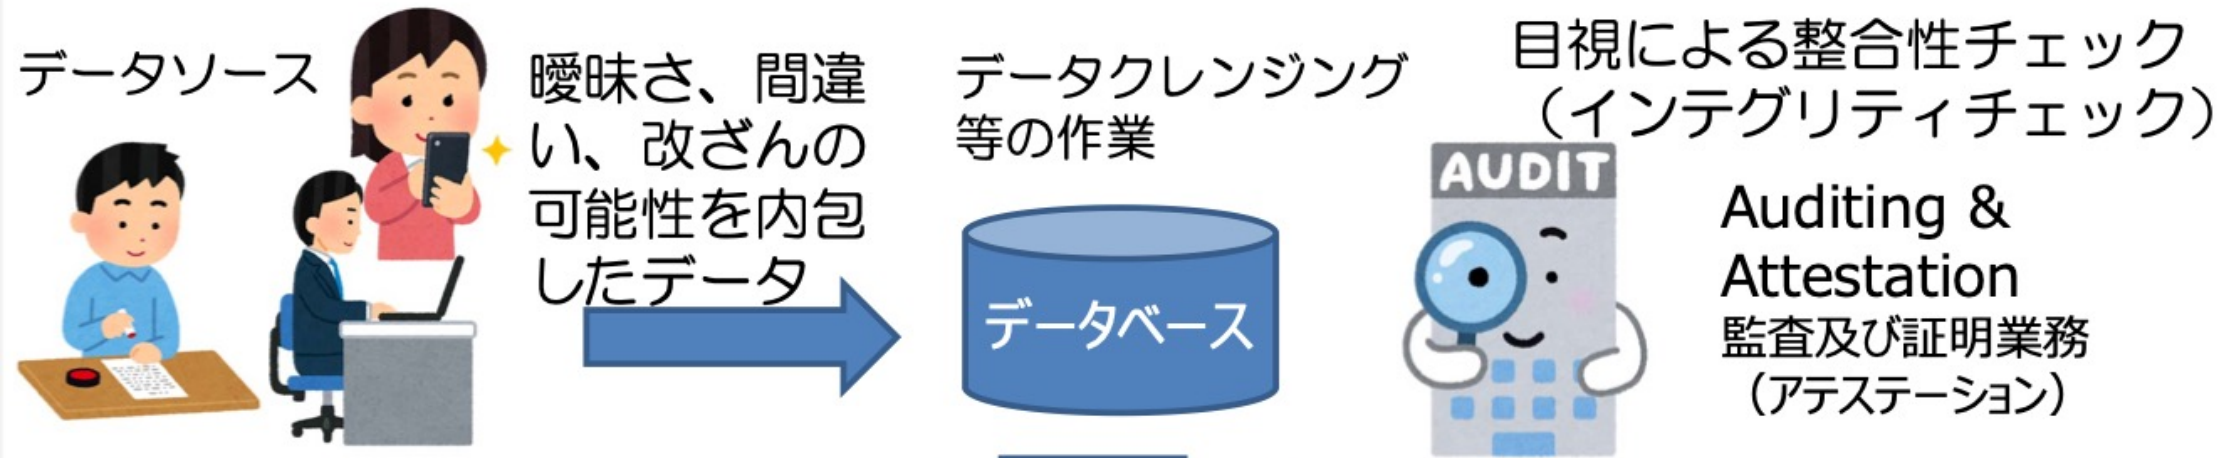 データソース
曖昧さ、間違
い、改ざんの
可能性を内包
したデータ
データクレンジング
等の作業
データベース
目視による整合性チェック
（インテグリティチェック）
AUDIT
Auditing &
Attestation
監査及び証明業務
（アテステーション）